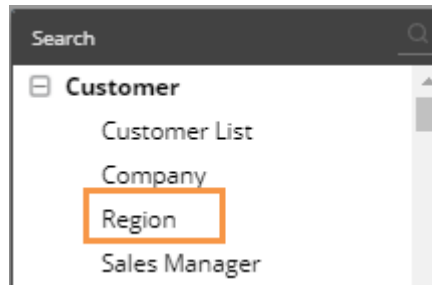 Search
Customer
Customer List
Company
Region
Sales Manager